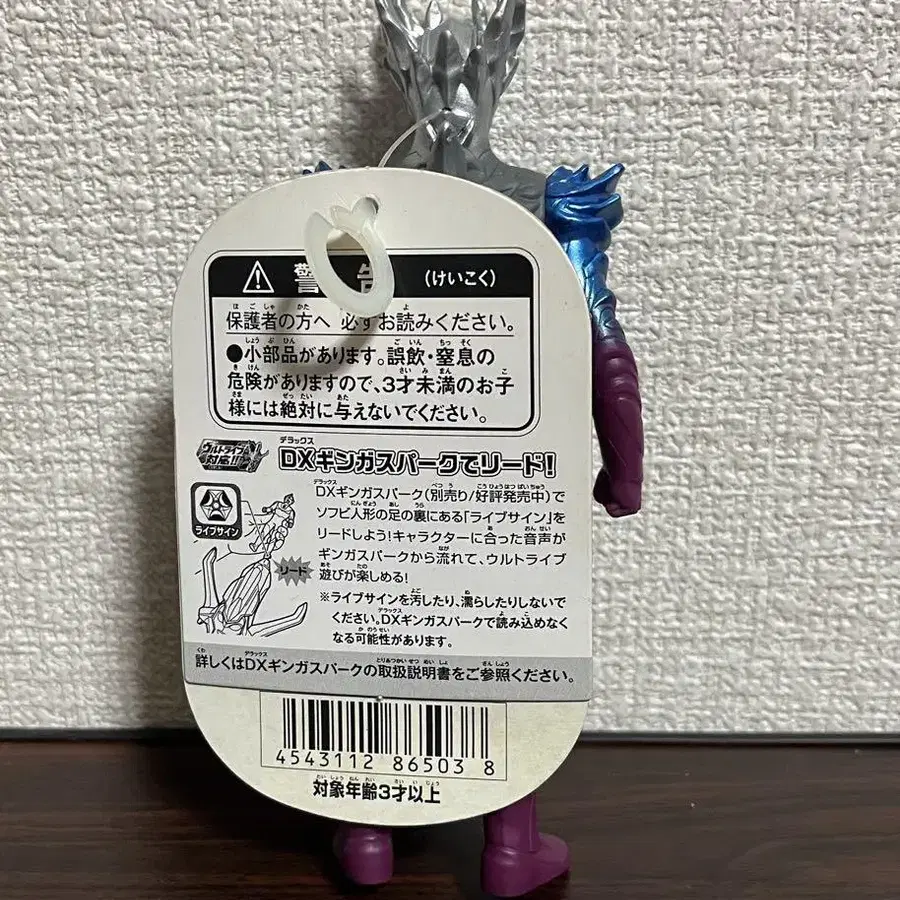 警告(けいこく)
保護者の方へ 必ずお読みください。
●小部品があります。誤飲・窒息の
危険がありますので、3才未満のお子
様には絶対に与えないでください。
ウルトライブ
対応!!
DXギンガスパークでリード!
DXギンガスパーク(別売り/好評発売中)で
ソフビ人形の足の裏にある「ライブサイン」を
リードしよう!キャラクターに合った音声が
ギンガスパークから流れて、ウルトライブ
遊びが楽しめる!
ライブサイン
リード
※ライブサインを汚したり、濡らしたりしないで
ください。DXギンガスパークで読み込めなく
なる可能性があります。
詳しくはDXギンガスパークの取扱説明書をご参照ください。
4543112 86503 8
対象年齢3才以上